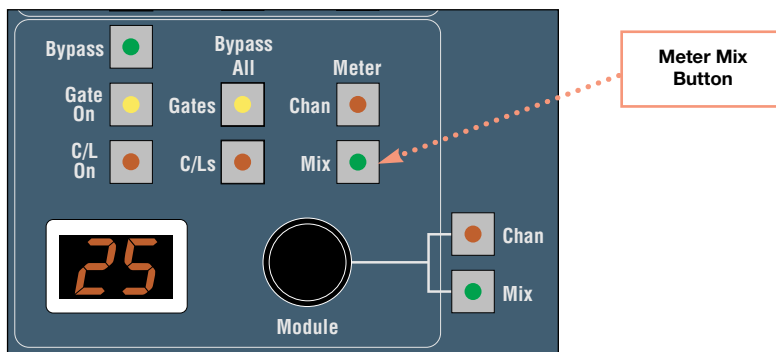 Bypass
Bypass
All
Meter
Gate
On
Gates
Chan
C/L
On
C/Ls
Mix
25
Module
Chan
Mix
Meter Mix
Button